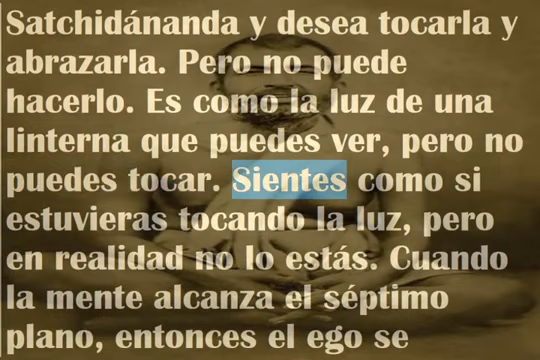 Satchidánanda y desea tocarla y
abrazarla. Pero no puede
hacerlo. Es como la luz de una
linterna que puedes ver, pero no
puedes tocar. Sientes como si
estuvieras tocando la luz, pero
en realidad no lo estás. Cuando
la mente alcanza el séptimo
plano, entonces el ego se